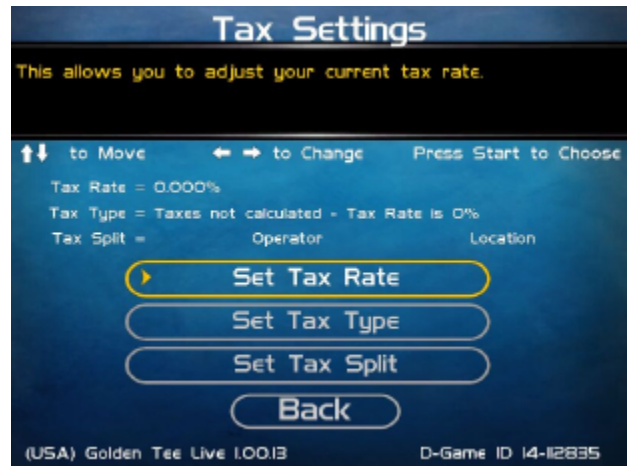 Tax Settings
This allows you to adjust your current tax rate.
to Move to Change Press Start to Choose
Tax Rate = 0.000%
Tax Type = Taxes not calculated - Tax Rate is 0%
Tax Split = Operator Location
Set Tax Rate
Set Tax Type
Set Tax Split
Back
(USA) Golden Tee Live 1.00.13 D-Game ID 14-112835